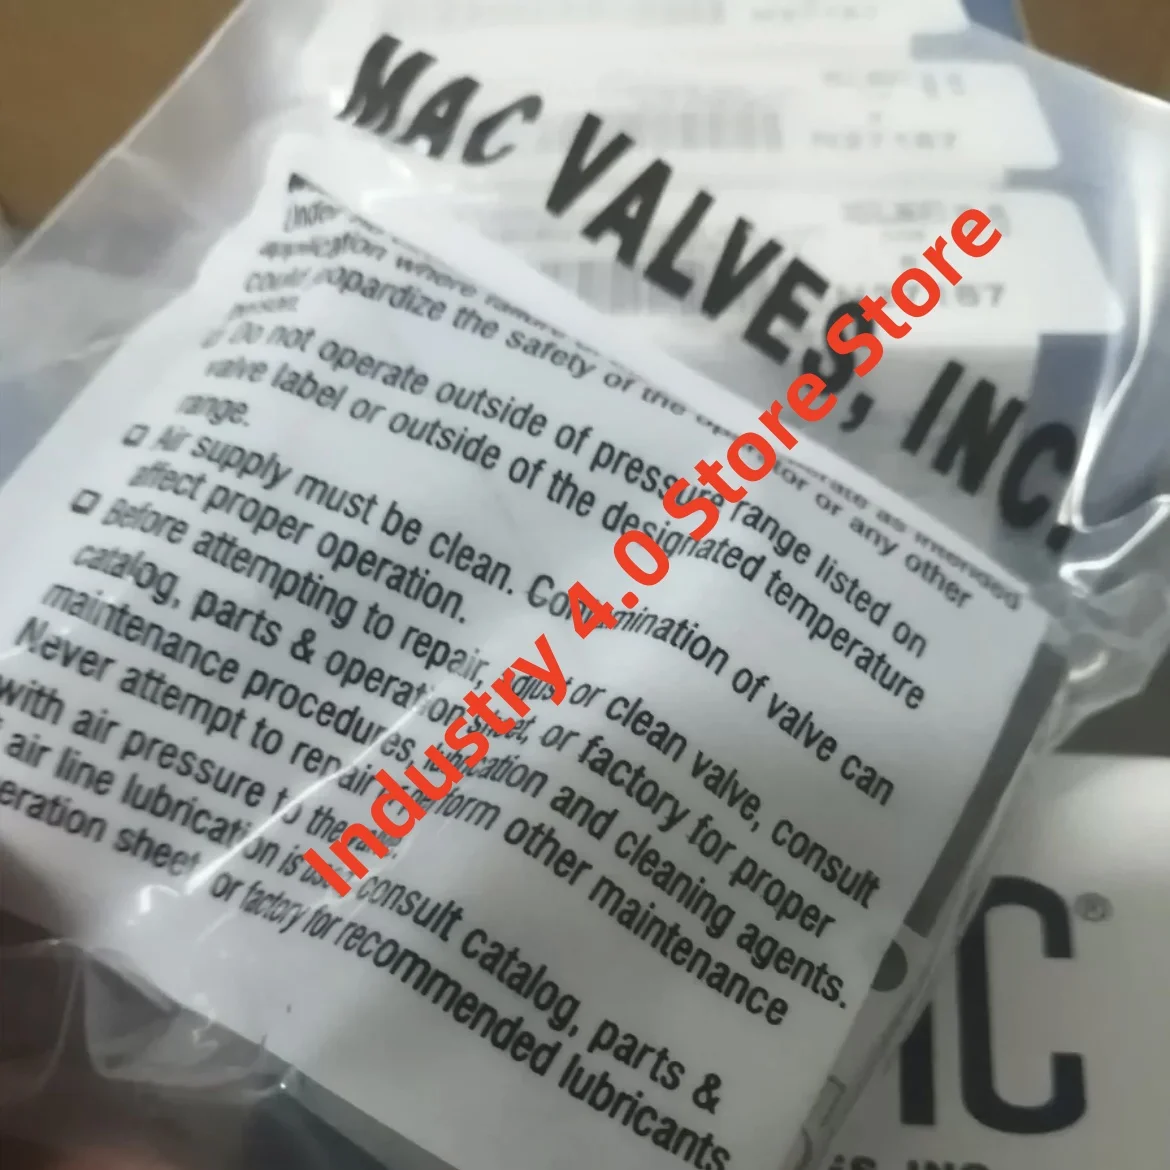 MAC VALVES, INC.
N97187
Under
application where failure
could jeopardize the safety of the operator or any other
person.
Do not operate outside of pressure range listed on
valve label or outside of the designated temperature
range.
Air supply must be clean. Contamination of valve can
affect proper operation.
Before attempting to repair, adjust or clean valve, consult
catalog, parts & operation sheet, or factory for proper
maintenance procedures, lubrication and cleaning agents.
Never attempt to repair or perform other maintenance
with air pressure to the valve.
air line lubrication is used, consult catalog, parts &
eration sheet or factory for recommended lubricants
Industry 4.0 Store Store Store
IC®